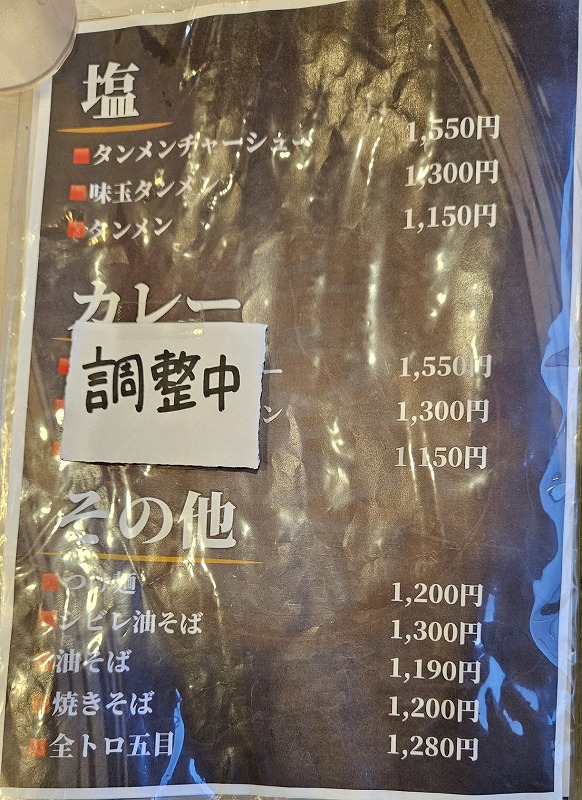 塩
タンメンチャーシュー 1,550円
味玉タンメン 1,300円
タンメン 1,150円
カレー
調整中
ー 1,550円
ン 1,300円
1,150円
その他
つけ麺 1,200円
シビレ油そば 1,300円
油そば 1,190円
焼きそば 1,200円
全トロ五目 1,280円